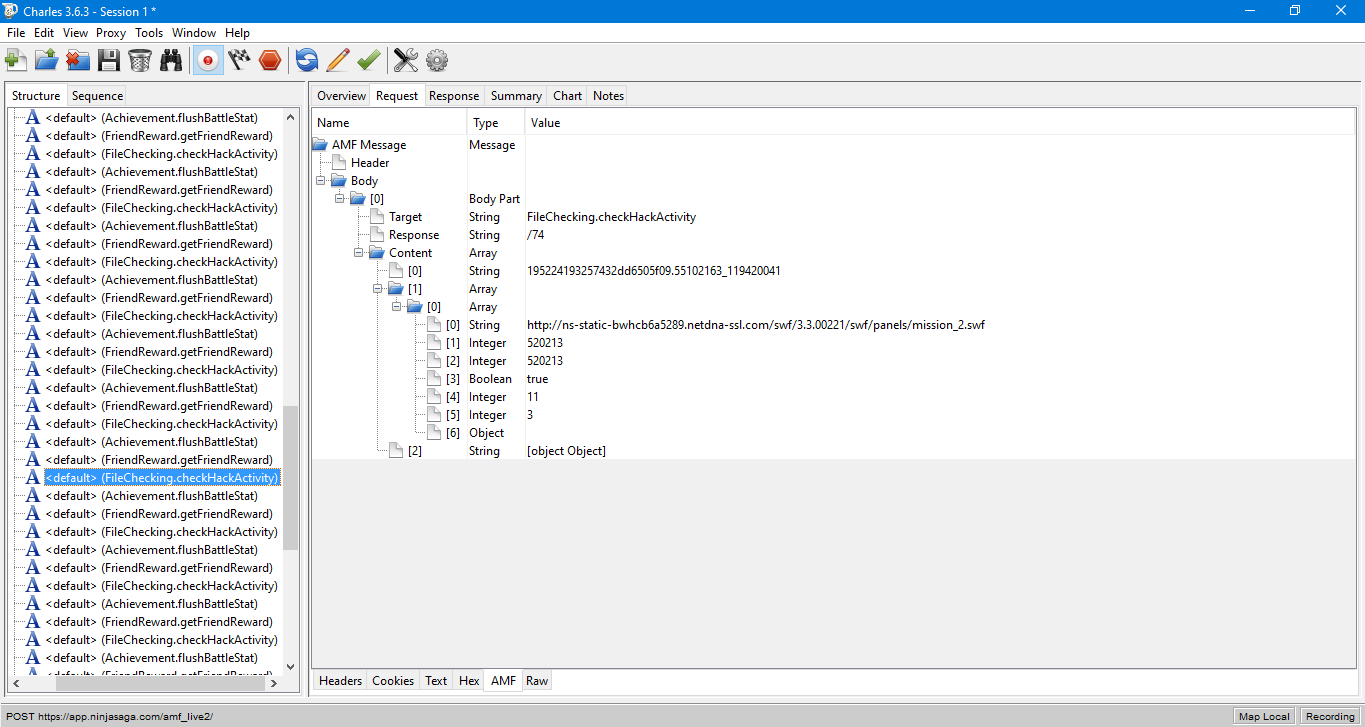 Charles 3.6.3 - Session 1 *
File Edit View Proxy Tools Window Help
Structure Sequence
<default> (Achievement.flushBattleStat)
<default> (FriendReward.getFriendReward)
<default> (FileChecking.checkHackActivity)
<default> (Achievement.flushBattleStat)
<default> (FriendReward.getFriendReward)
<default> (FileChecking.checkHackActivity)
<default> (Achievement.flushBattleStat)
<default> (FriendReward.getFriendReward)
<default> (FileChecking.checkHackActivity)
<default> (Achievement.flushBattleStat)
<default> (FriendReward.getFriendReward)
<default> (FileChecking.checkHackActivity)
<default> (Achievement.flushBattleStat)
<default> (FriendReward.getFriendReward)
<default> (FileChecking.checkHackActivity)
<default> (Achievement.flushBattleStat)
<default> (FriendReward.getFriendReward)
<default> (FileChecking.checkHackActivity)
<default> (Achievement.flushBattleStat)
<default> (FriendReward.getFriendReward)
<default> (FileChecking.checkHackActivity)
<default> (Achievement.flushBattleStat)
<default> (FriendReward.getFriendReward)
<default> (FileChecking.checkHackActivity)
<default> (Achievement.flushBattleStat)
<default> (FriendReward.getFriendReward)
<default> (FileChecking.checkHackActivity)
<default> (Achievement.flushBattleStat)
<default> (FriendReward.getFriendReward)
<default> (FileChecking.checkHackActivity)
<default> (Achievement.flushBattleStat)
<default> (FriendReward.getFriendReward)
Overview Request Response Summary Chart Notes
Name Type Value
AMF Message Message
Header
Body
[0] Body Part
Target String FileChecking.checkHackActivity
Response String /74
Content Array
[0] String 195224193257432dd6505f09.55102163_119420041
[1] Array
[0] Array
[0] String http://ns-static-bwhcb6a5289.netdna-ssl.com/swf/3.3.00221/swf/panels/mission_2.swf
[1] Integer 520213
[2] Integer 520213
[3] Boolean true
[4] Integer 11
[5] Integer 3
[6] Object
[2] String [object Object]
Headers Cookies Text Hex AMF Raw
POST https://app.ninjasaga.com/amf_live2/ Map Local Recording